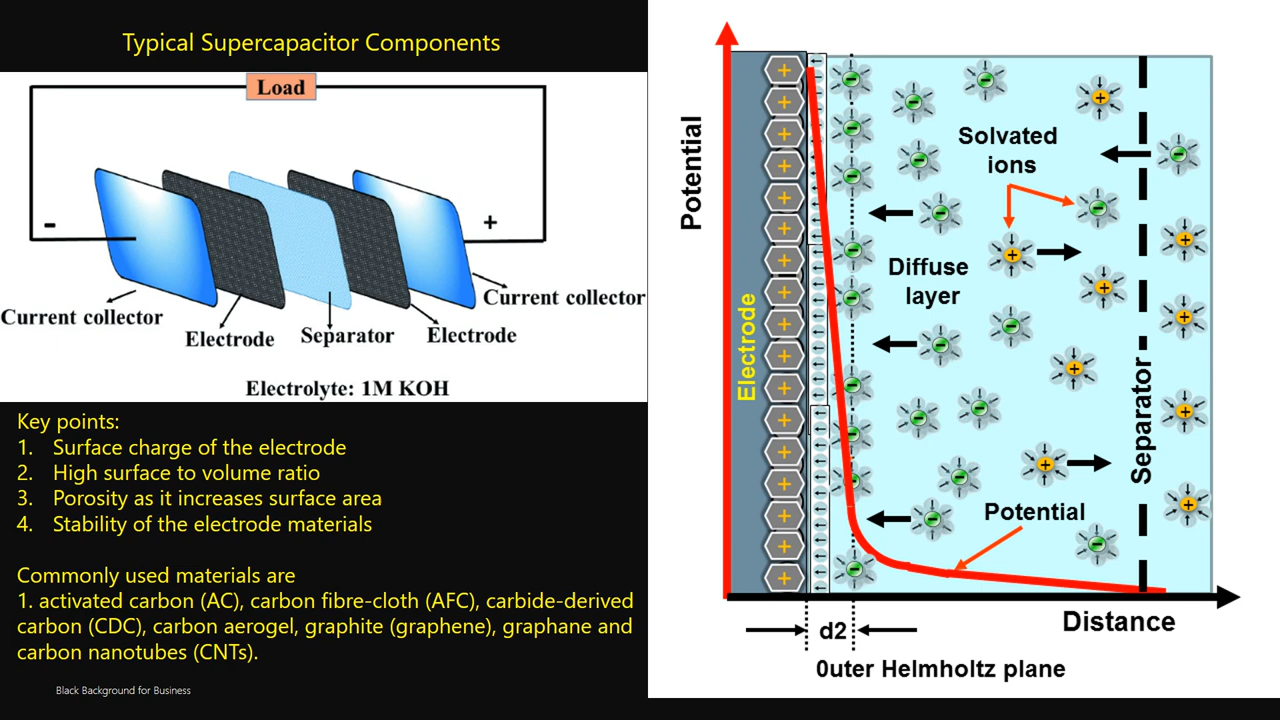 Typical Supercapacitor Components
Load
-
+
Current collector
Electrode
Separator
Electrode
Current collector
Electrolyte: 1M KOH
Key points:
1. Surface charge of the electrode
2. High surface to volume ratio
3. Porosity as it increases surface area
4. Stability of the electrode materials
Commonly used materials are
1. activated carbon (AC), carbon fibre-cloth (AFC), carbide-derived
carbon (CDC), carbon aerogel, graphite (graphene), graphane and
carbon nanotubes (CNTs).
Black Background for Business
Potential
Electrode
Solvated
ions
Diffuse
layer
Separator
Potential
Distance
d2
0uter Helmholtz plane